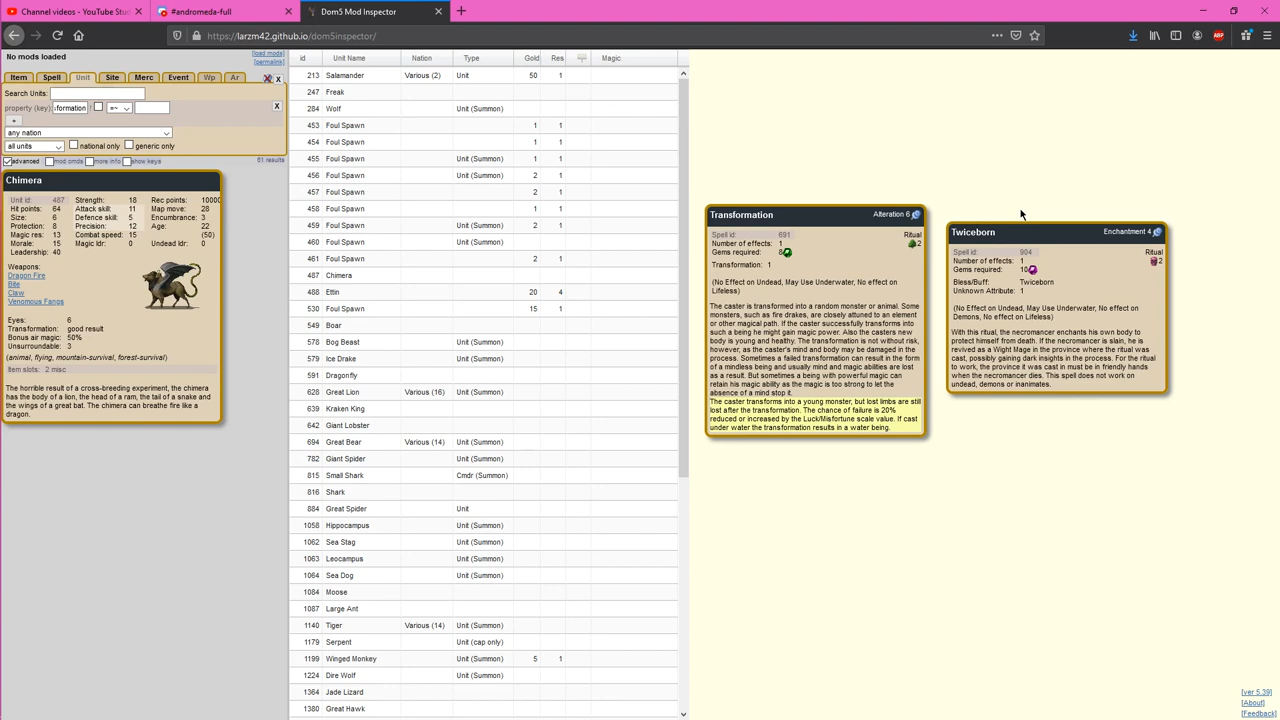 Channel videos - YouTube Stu
#andromeda-full
Dom5 Mod Inspector
https://larzm42.github.io/dom5inspector/
No mods loaded
[load mods]
[permalink]
Item Spell Unit Site Merc Event Wp Ar
X X
Search Units:
property (key): sformation ! =~
X
+
any nation
all units national only generic only
advanced mod cmds more info show keys 61 results
Chimera
Unit id: 487 Strength: 18 Rec points: 10000
Hit points: 64 Attack skill: 11 Map move: 28
Size: 6 Defence skill: 5 Encumbrance: 3
Protection: 8 Precision: 12 Age: 22
Magic res: 13 Combat speed: 15 (50)
Morale: 15 Magic ldr: 0 Undead ldr: 0
Leadership: 40
Weapons:
Dragon Fire
Bite
Claw
Venomous Fangs
Eyes: 6
Transformation: good result
Bonus air magic: 50%
Unsurroundable: 3
(animal, flying, mountain-survival, forest-survival)
Item slots: 2 misc
The horrible result of a cross-breeding experiment, the chimera
has the body of a lion, the head of a ram, the tail of a snake and
the wings of a great bat. The chimera can breathe fire like a
dragon.
id Unit Name Nation Type Gold Res Magic
213 Salamander Various (2) Unit 50 1
247 Freak
284 Wolf Unit (Summon)
453 Foul Spawn 1 1
454 Foul Spawn 1 1
455 Foul Spawn Unit (Summon) 1 1
456 Foul Spawn Unit (Summon) 2 1
457 Foul Spawn 2 1
458 Foul Spawn 1 1
459 Foul Spawn Unit (Summon) 2 1
460 Foul Spawn Unit (Summon)
461 Foul Spawn 2 1
487 Chimera
488 Ettin 20 4
530 Foul Spawn 15 1
549 Boar
578 Bog Beast Unit (Summon)
579 Ice Drake Unit (Summon)
591 Dragonfly
628 Great Lion Various (16) Unit (Summon)
639 Kraken King
642 Giant Lobster
694 Great Bear Various (14) Unit (Summon)
782 Giant Spider Unit (Summon)
815 Small Shark Cmdr (Summon)
816 Shark
884 Great Spider Unit
1058 Hippocampus Unit (Summon)
1062 Sea Stag Unit (Summon)
1063 Leocampus Unit (Summon)
1064 Sea Dog Unit (Summon)
1084 Moose
1087 Large Ant
1140 Tiger Various (14) Unit (Summon)
1179 Serpent Unit (cap only)
1199 Winged Monkey Unit (Summon) 5 1
1224 Dire Wolf Unit (Summon)
1364 Jade Lizard
1380 Great Hawk
Transformation Alteration 6
Spell id: 691 Ritual
Number of effects: 1 2
Gems required: 8
Transformation: 1
(No Effect on Undead, May Use Underwater, No effect on
Lifeless)
The caster is transformed into a random monster or animal. Some
monsters, such as fire drakes, are closely attuned to an element
or other magical path. If the caster successfully transforms into
such a being he might gain magic power. Also the casters new
body is young and healthy. The transformation is not without risk,
however, as the caster's mind and body may be damaged in the
process. Sometimes a failed transformation can result in the form
of a mindless being and usually mind and magic abilities are lost
as a result. But sometimes a being with powerful magic can
retain his magic ability as the magic is too strong to let the
absence of a mind stop it.
The caster transforms into a young monster, but lost limbs are still
lost after the transformation. The chance of failure is 20%
reduced or increased by the Luck/Misfortune scale value. If cast
under water the transformation results in a water being.
Twiceborn Enchantment 4
Spell id: 904 Ritual
Number of effects: 1 2
Gems required: 10
Bless/Buff: Twiceborn
Unknown Attribute: 1
(No Effect on Undead, May Use Underwater, No effect on
Demons, No effect on Lifeless)
With this ritual, the necromancer enchants his own body to
protect himself from death. If the necromancer is slain, he is
revived as a Wight Mage in the province where the ritual was
cast, possibly gaining dark insights in the process. For the ritual
to work, the province it was cast in must be in friendly hands
when the necromancer dies. This spell does not work on
undead, demons or inanimates.
[ver 5.39]
[About]
[Feedback]